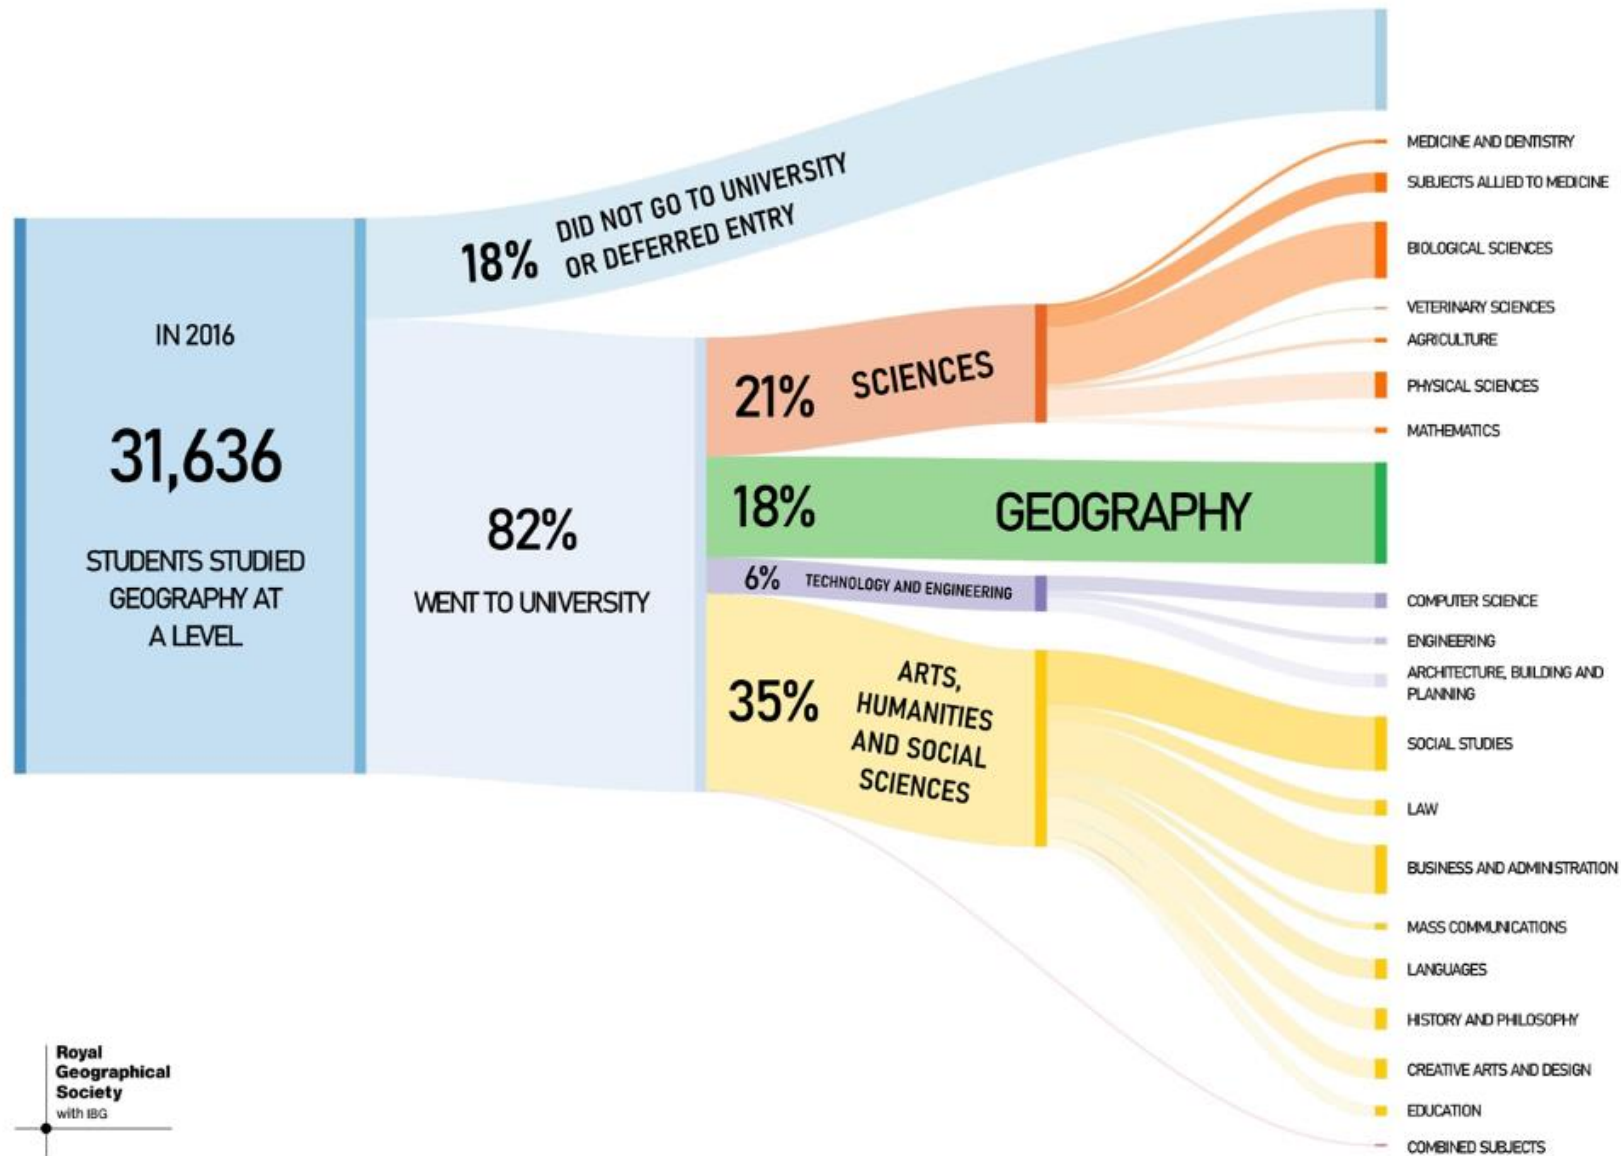 IN 2016
31,636
STUDENTS STUDIED
GEOGRAPHY AT
A LEVEL
18%
DID NOT GO TO UNIVERSITY
OR DEFERRED ENTRY
82%
WENT TO UNIVERSITY
21%
SCIENCES
18%
GEOGRAPHY
6%
TECHNOLOGY AND ENGINEERING
35%
ARTS,
HUMANITIES
AND SOCIAL
SCIENCES
MEDICINE AND DENTISTRY
SUBJECTS ALLIED TO MEDICINE
BIOLOGICAL SCIENCES
VETERINARY SCIENCES
AGRICULTURE
PHYSICAL SCIENCES
MATHEMATICS
COMPUTER SCIENCE
ENGINEERING
ARCHITECTURE, BUILDING AND
PLANNING
SOCIAL STUDIES
LAW
BUSINESS AND ADMINISTRATION
MASS COMMUNICATIONS
LANGUAGES
HISTORY AND PHILOSOPHY
CREATIVE ARTS AND DESIGN
EDUCATION
COMBINED SUBJECTS
Royal
Geographical
Society
with IBG